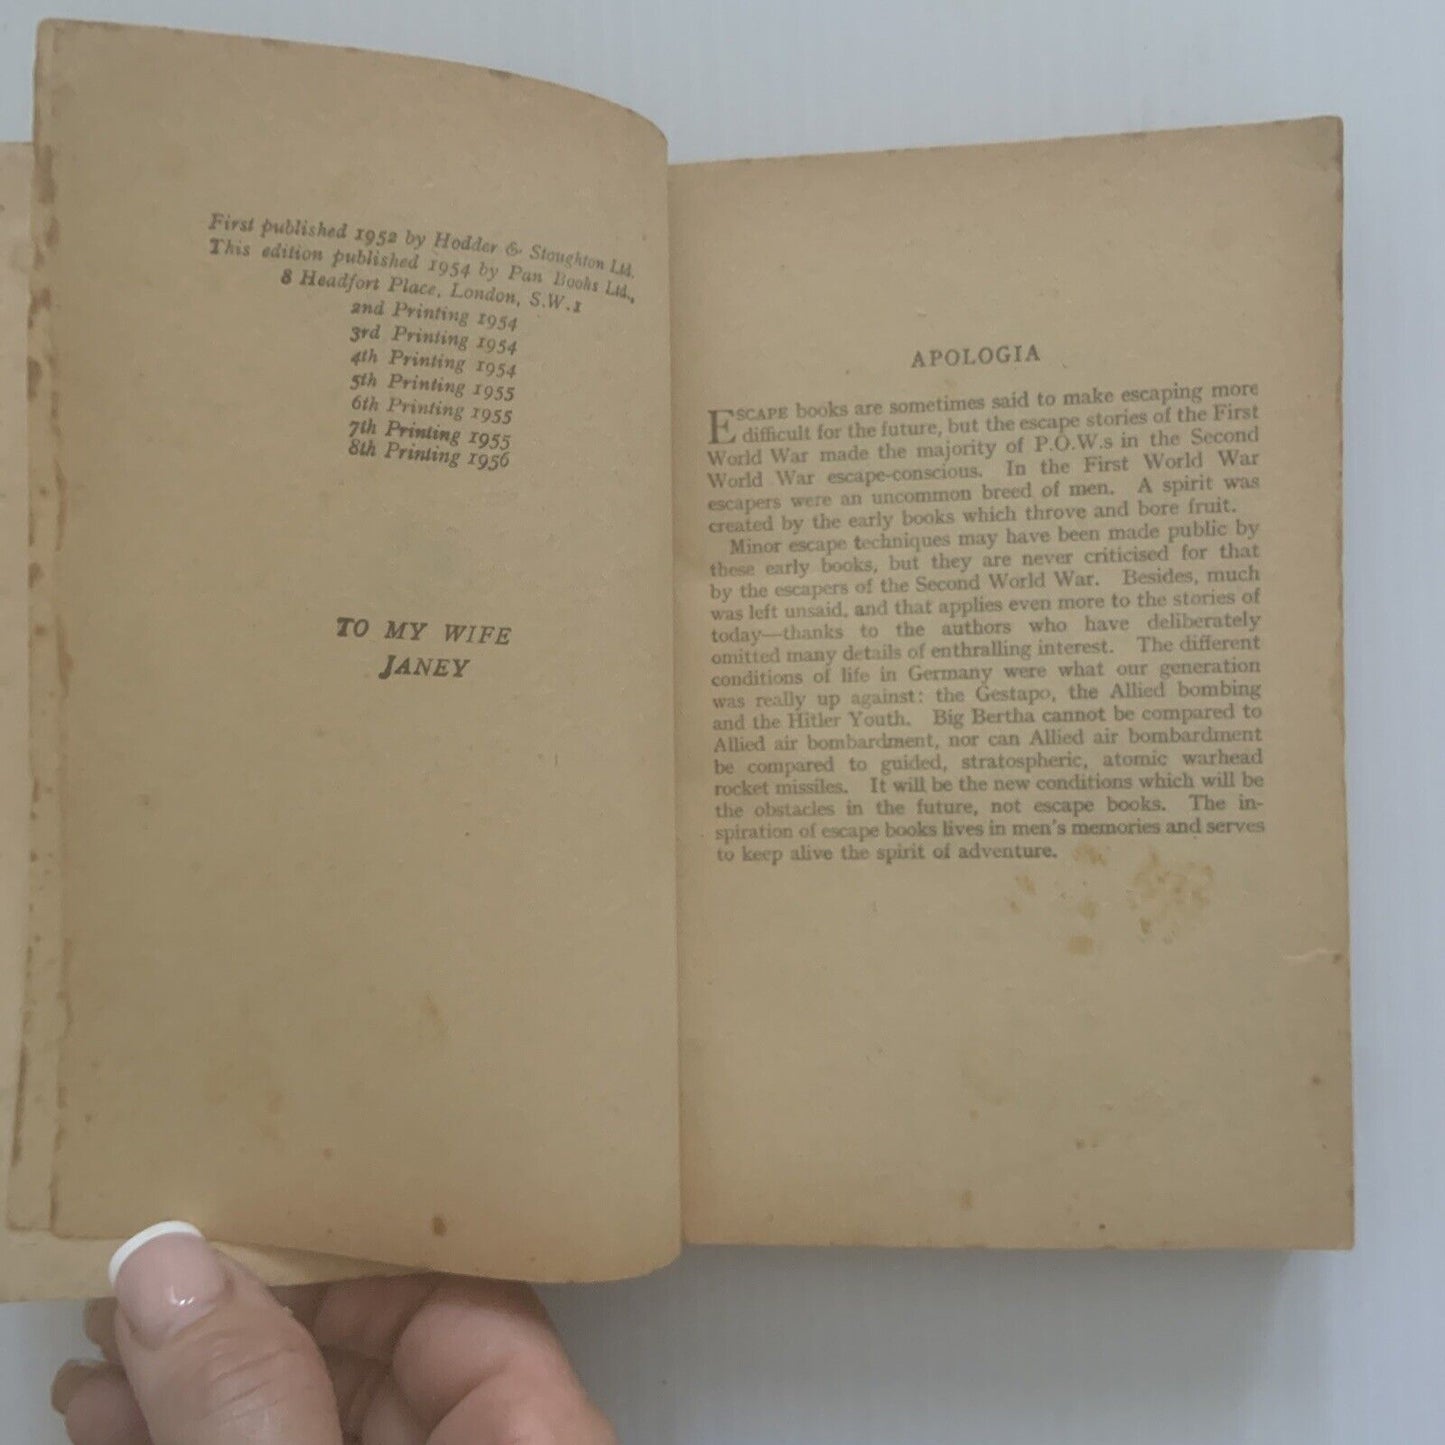 First published 1952 by Hodder & Stoughton Ltd.
This edition published 1954 by Pan Books Ltd.,
8 Headfort Place, London, S.W.1
2nd Printing 1954
3rd Printing 1954
4th Printing 1954
5th Printing 1955
6th Printing 1955
7th Printing 1955
8th Printing 1956
TO MY WIFE
JANEY
APOLOGIA
ESCAPE books are sometimes said to make escaping more
difficult for the future, but the escape stories of the First
World War made the majority of P.O.W.s in the Second
World War escape-conscious. In the First World War
escapers were an uncommon breed of men. A spirit was
created by the early books which throve and bore fruit.
Minor escape techniques may have been made public by
these early books, but they are never criticised for that
by the escapers of the Second World War. Besides, much
was left unsaid, and that applies even more to the stories of
today—thanks to the authors who have deliberately
omitted many details of enthralling interest. The different
conditions of life in Germany were what our generation
was really up against: the Gestapo, the Allied bombing
and the Hitler Youth. Big Bertha cannot be compared to
Allied air bombardment, nor can Allied air bombardment
be compared to guided, stratospheric, atomic warhead
rocket missiles. It will be the new conditions which will be
the obstacles in the future, not escape books. The in-
spiration of escape books lives in men's memories and serves
to keep alive the spirit of adventure.